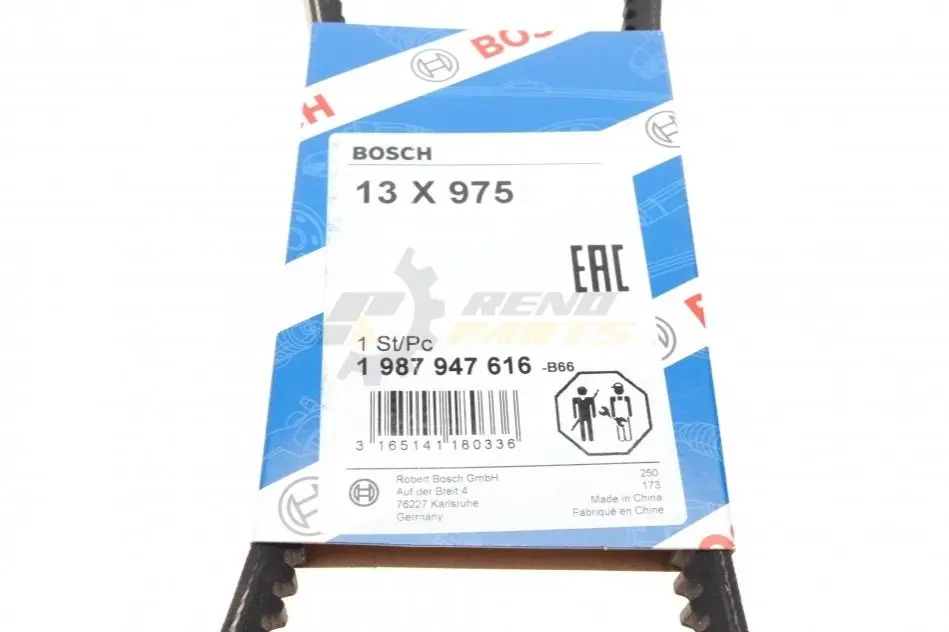 BOSCH
BOSCH
BOSCH
13 X 975
EAC
RENO
PARTS
1 St/Pc
1 987 947 616 -B66
3 165141 180336
Robert Bosch GmbH
Auf der Breit 4
76227 Karlsruhe
Germany
250
173
Made in China
Fabriqué en Chine